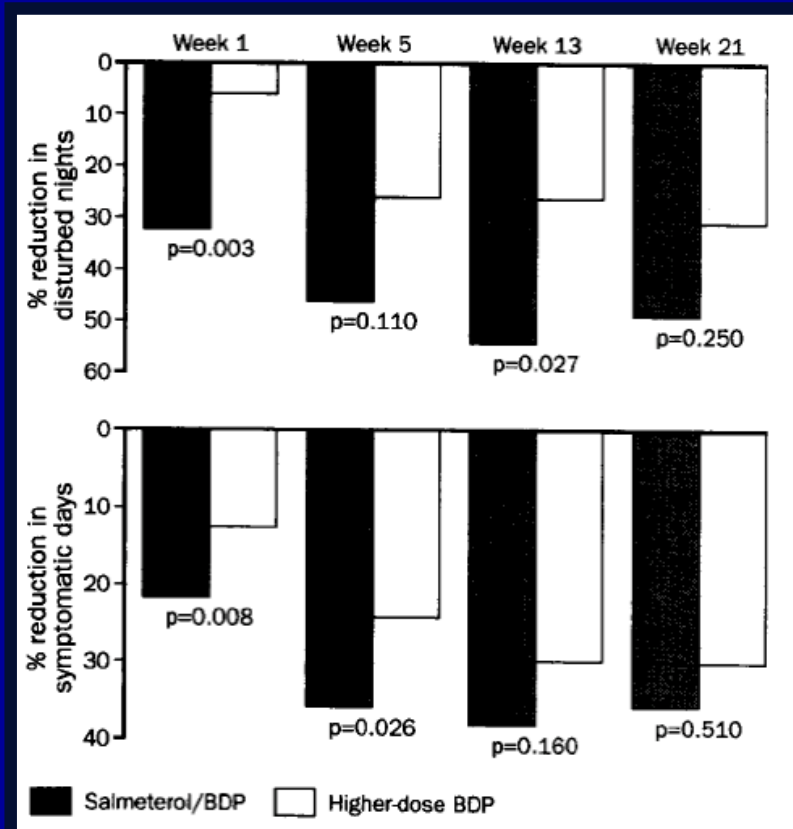 Week 1 Week 5 Week 13 Week 21
% reduction in
disturbed nights
0
10
20
30
40
50
60
p=0.003
p=0.110
p=0.027
p=0.250
% reduction in
symptomatic days
0
10
20
30
40
p=0.008
p=0.026
p=0.160
p=0.510
Salmeterol/BDP Higher-dose BDP